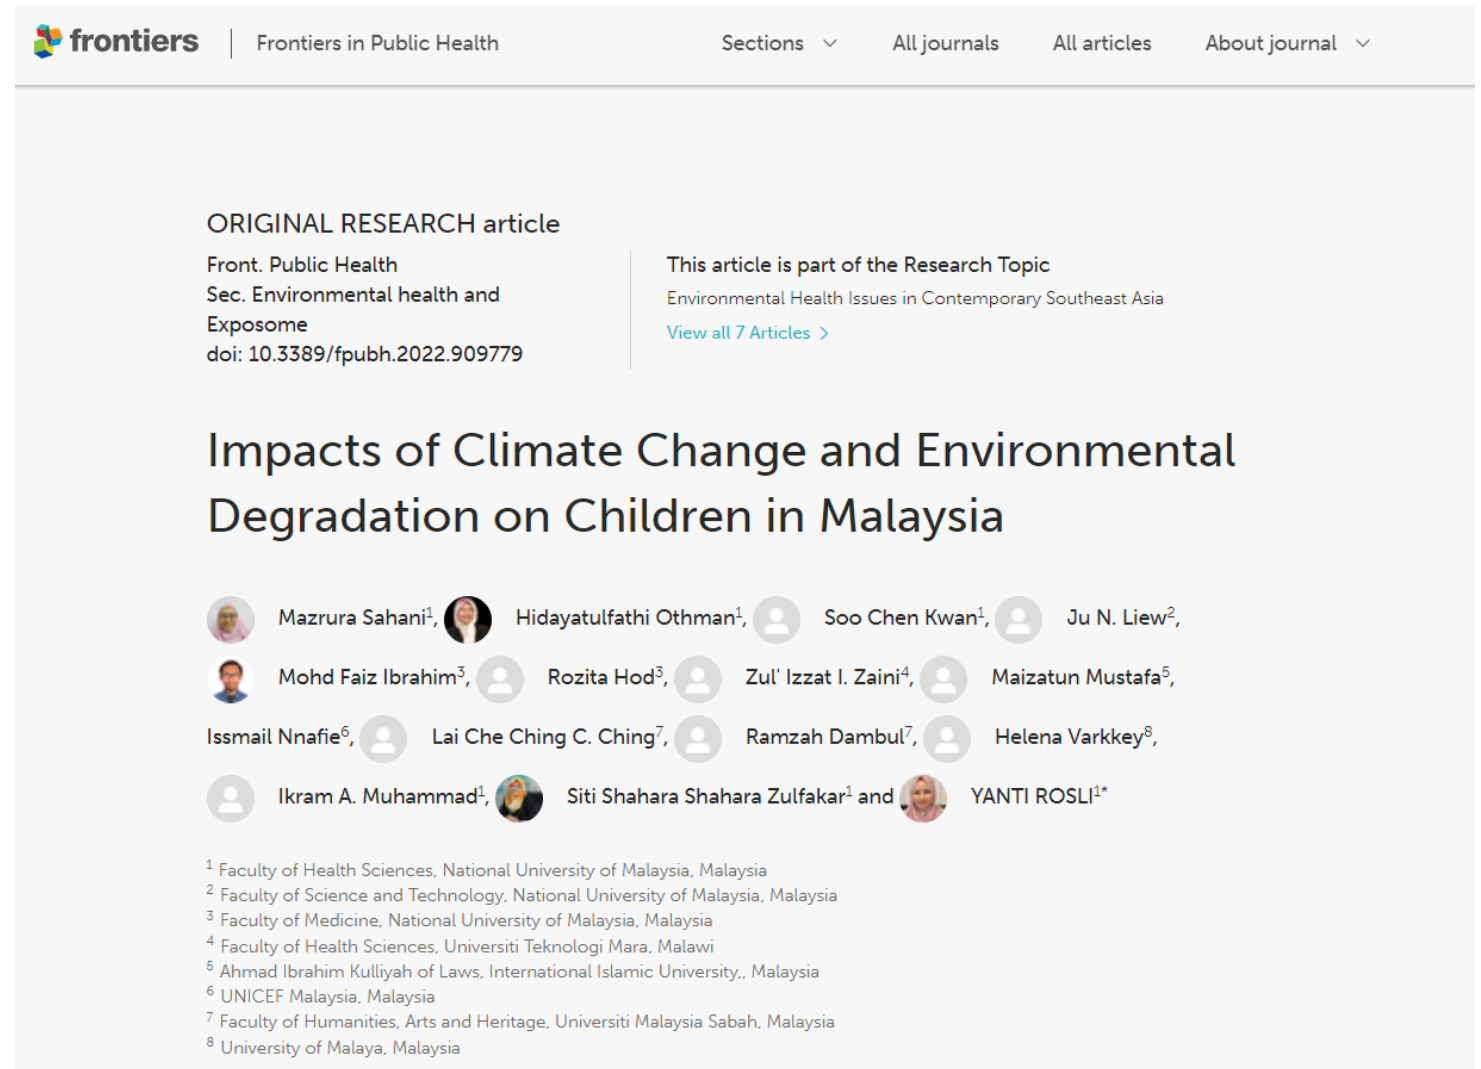 frontiers
Frontiers in Public Health
Sections
All journals
All articles
About journal
ORIGINAL RESEARCH article
Front. Public Health
Sec. Environmental health and
Exposome
doi: 10.3389/fpubh.2022.909779
This article is part of the Research Topic
Environmental Health Issues in Contemporary Southeast Asia
View all 7 Articles >
Impacts of Climate Change and Environmental
Degradation on Children in Malaysia
Mazrura Sahani¹, Hidayatulfathi Othman¹, Soo Chen Kwan¹, Ju N. Liew²,
Mohd Faiz Ibrahim³, Rozita Hod³, Zul' Izzat I. Zaini⁴, Maizatun Mustafa⁵,
Issmail Nnafie⁶, Lai Che Ching C. Ching⁷, Ramzah Dambul⁷, Helena Varkkey⁸,
Ikram A. Muhammad¹, Siti Shahara Shahara Zulfakar¹ and YANTI ROSLI¹*
¹ Faculty of Health Sciences, National University of Malaysia, Malaysia
² Faculty of Science and Technology, National University of Malaysia, Malaysia
³ Faculty of Medicine, National University of Malaysia, Malaysia
⁴ Faculty of Health Sciences, Universiti Teknologi Mara, Malawi
⁵ Ahmad Ibrahim Kulliyah of Laws, International Islamic University,, Malaysia
⁶ UNICEF Malaysia, Malaysia
⁷ Faculty of Humanities, Arts and Heritage, Universiti Malaysia Sabah, Malaysia
⁸ University of Malaya, Malaysia